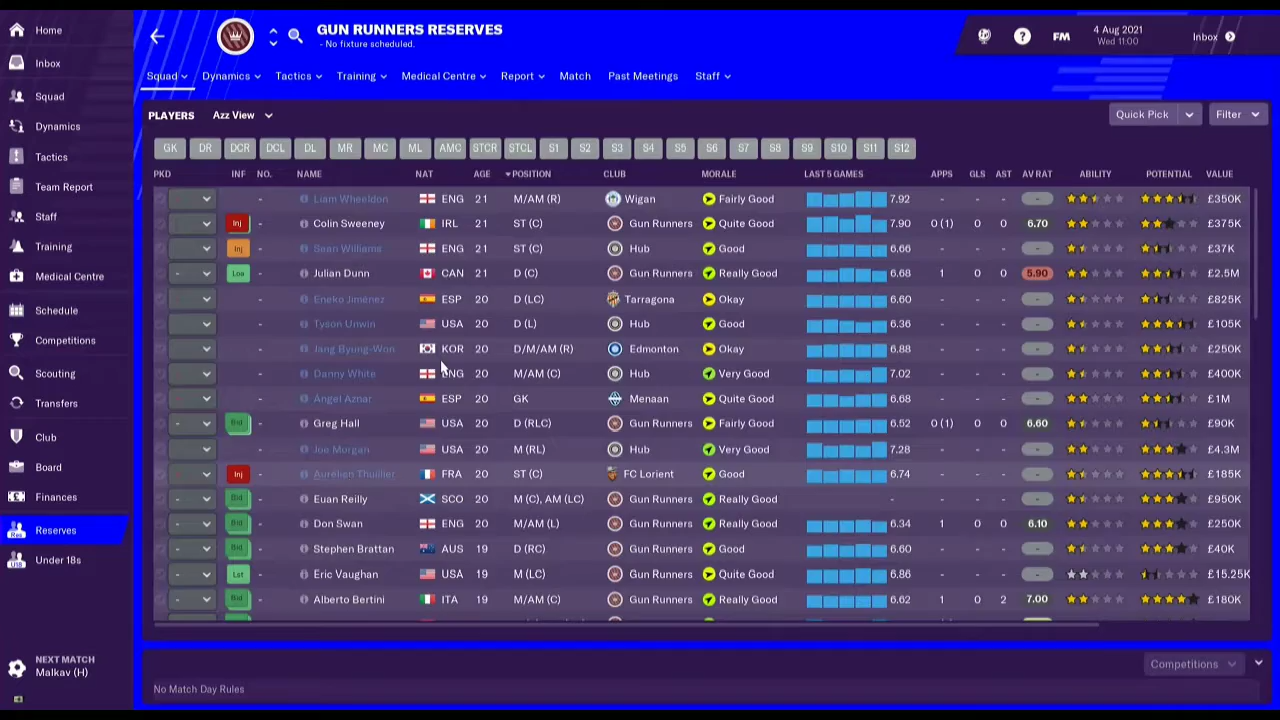 Home
Inbox
Squad
Dynamics
Tactics
Team Report
Staff
Training
Medical Centre
Schedule
Competitions
Scouting
Transfers
Club
Board
Finances
Reserves
Under 18s
NEXT MATCH
Malkav (H)
GUN RUNNERS RESERVES
- No fixture scheduled.
FM 4 Aug 2021 Inbox
Wed 11:00
Squad Dynamics Tactics Training Medical Centre Report Match Past Meetings Staff
PLAYERS Azz View Quick Pick Filter
GK DR DCR DCL DL MR MC ML AMC STCR STCL S1 S2 S3 S4 S5 S6 S7 S8 S9 S10 S11 S12
PKD INF NO. NAME NAT AGE POSITION CLUB MORALE LAST 5 GAMES APPS GLS AST AV RAT ABILITY POTENTIAL VALUE
- Liam Wheeldon ENG 21 M/AM (R) Wigan Fairly Good 7.92 - - - - £350K
Inj - Colin Sweeney IRL 21 ST (C) Gun Runners Quite Good 7.90 0 (1) 0 0 6.70 £375K
Inj - Sean Williams ENG 21 ST (C) Hub Good 6.66 - - - - £37K
- Loa - Julian Dunn CAN 21 D (C) Gun Runners Really Good 6.68 1 0 0 5.90 £2.5M
- Eneko Jiménez ESP 20 D (LC) Tarragona Okay 6.60 - - - - £825K
- Tyson Unwin USA 20 D (L) Hub Good 6.36 - - - - £105K
- Jang Byung-Won KOR 20 D/M/AM (R) Edmonton Okay 6.88 - - - - £250K
- Danny White ENG 20 M/AM (C) Hub Very Good 7.02 - - - - £400K
- Ángel Aznar ESP 20 GK Menaan Quite Good 6.68 - - - - £1M
- Bid - Greg Hall USA 20 D (RLC) Gun Runners Fairly Good 6.52 0 (1) 0 0 6.60 £90K
- Joe Morgan USA 20 M (RL) Hub Very Good 7.28 - - - - £4.3M
Inj - Aurélien Thuillier FRA 20 ST (C) FC Lorient Good 6.74 - - - - £185K
- Bid - Euan Reilly SCO 20 M (C), AM (LC) Gun Runners Really Good - - - - - £950K
- Bid - Don Swan ENG 20 M/AM (L) Gun Runners Really Good 6.34 1 0 0 6.10 £250K
- Bid - Stephen Brattan AUS 19 D (RC) Gun Runners Good 6.60 - - - - £40K
- Lst - Eric Vaughan USA 19 M (LC) Gun Runners Quite Good 6.86 - - - - £15.25K
- Bid - Alberto Bertini ITA 19 M/AM (C) Gun Runners Really Good 6.62 1 0 2 7.00 £180K
Competitions
No Match Day Rules